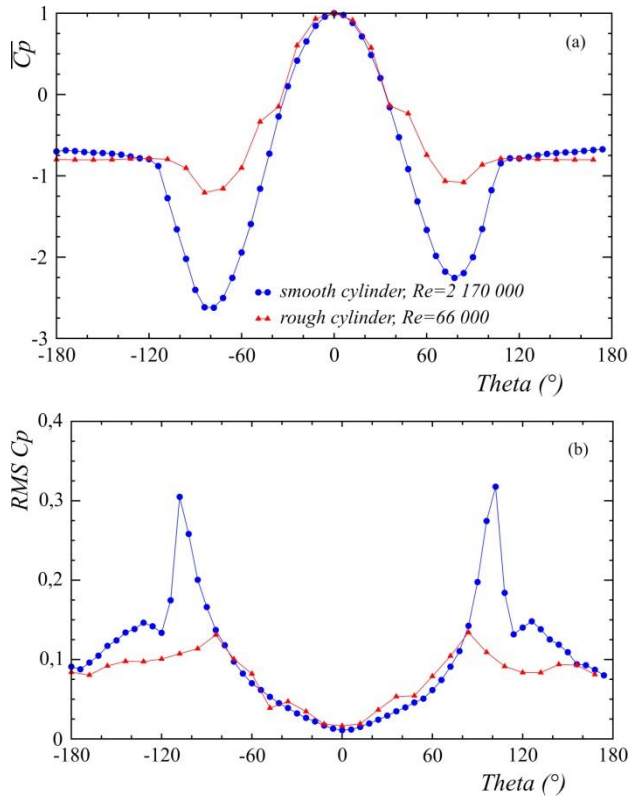 (a)
Cp
1
0
-1
-2
-3
smooth cylinder, Re=2 170 000
rough cylinder, Re=66 000
-180 -120 -60 0 60 120 180
Theta (°)
(b)
RMS Cp
0,4
0,3
0,2
0,1
0
-180 -120 -60 0 60 120 180
Theta (°)